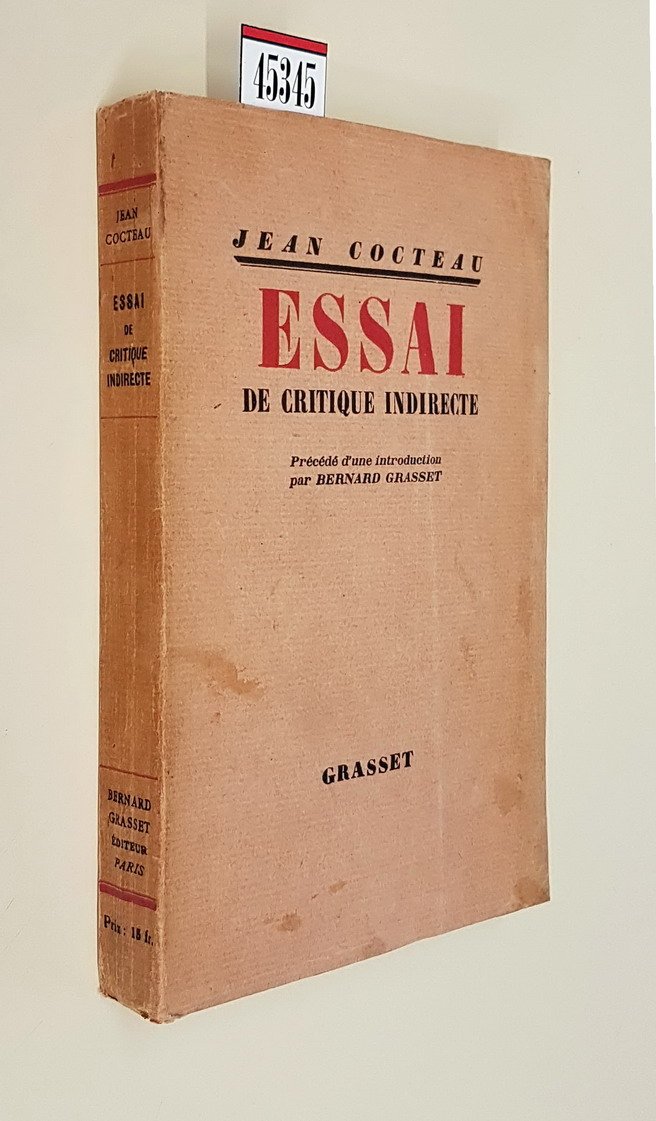 45345
JEAN COCTEAU
ESSAI
DE CRITIQUE INDIRECTE
Précédé d'une introduction
par BERNARD GRASSET
GRASSET
JEAN
COCTEAU
ESSAI
DE
CRITIQUE
INDIRECTE
BERNARD
GRASSET
ÉDITEUR
PARIS
Prix : 15 fr.